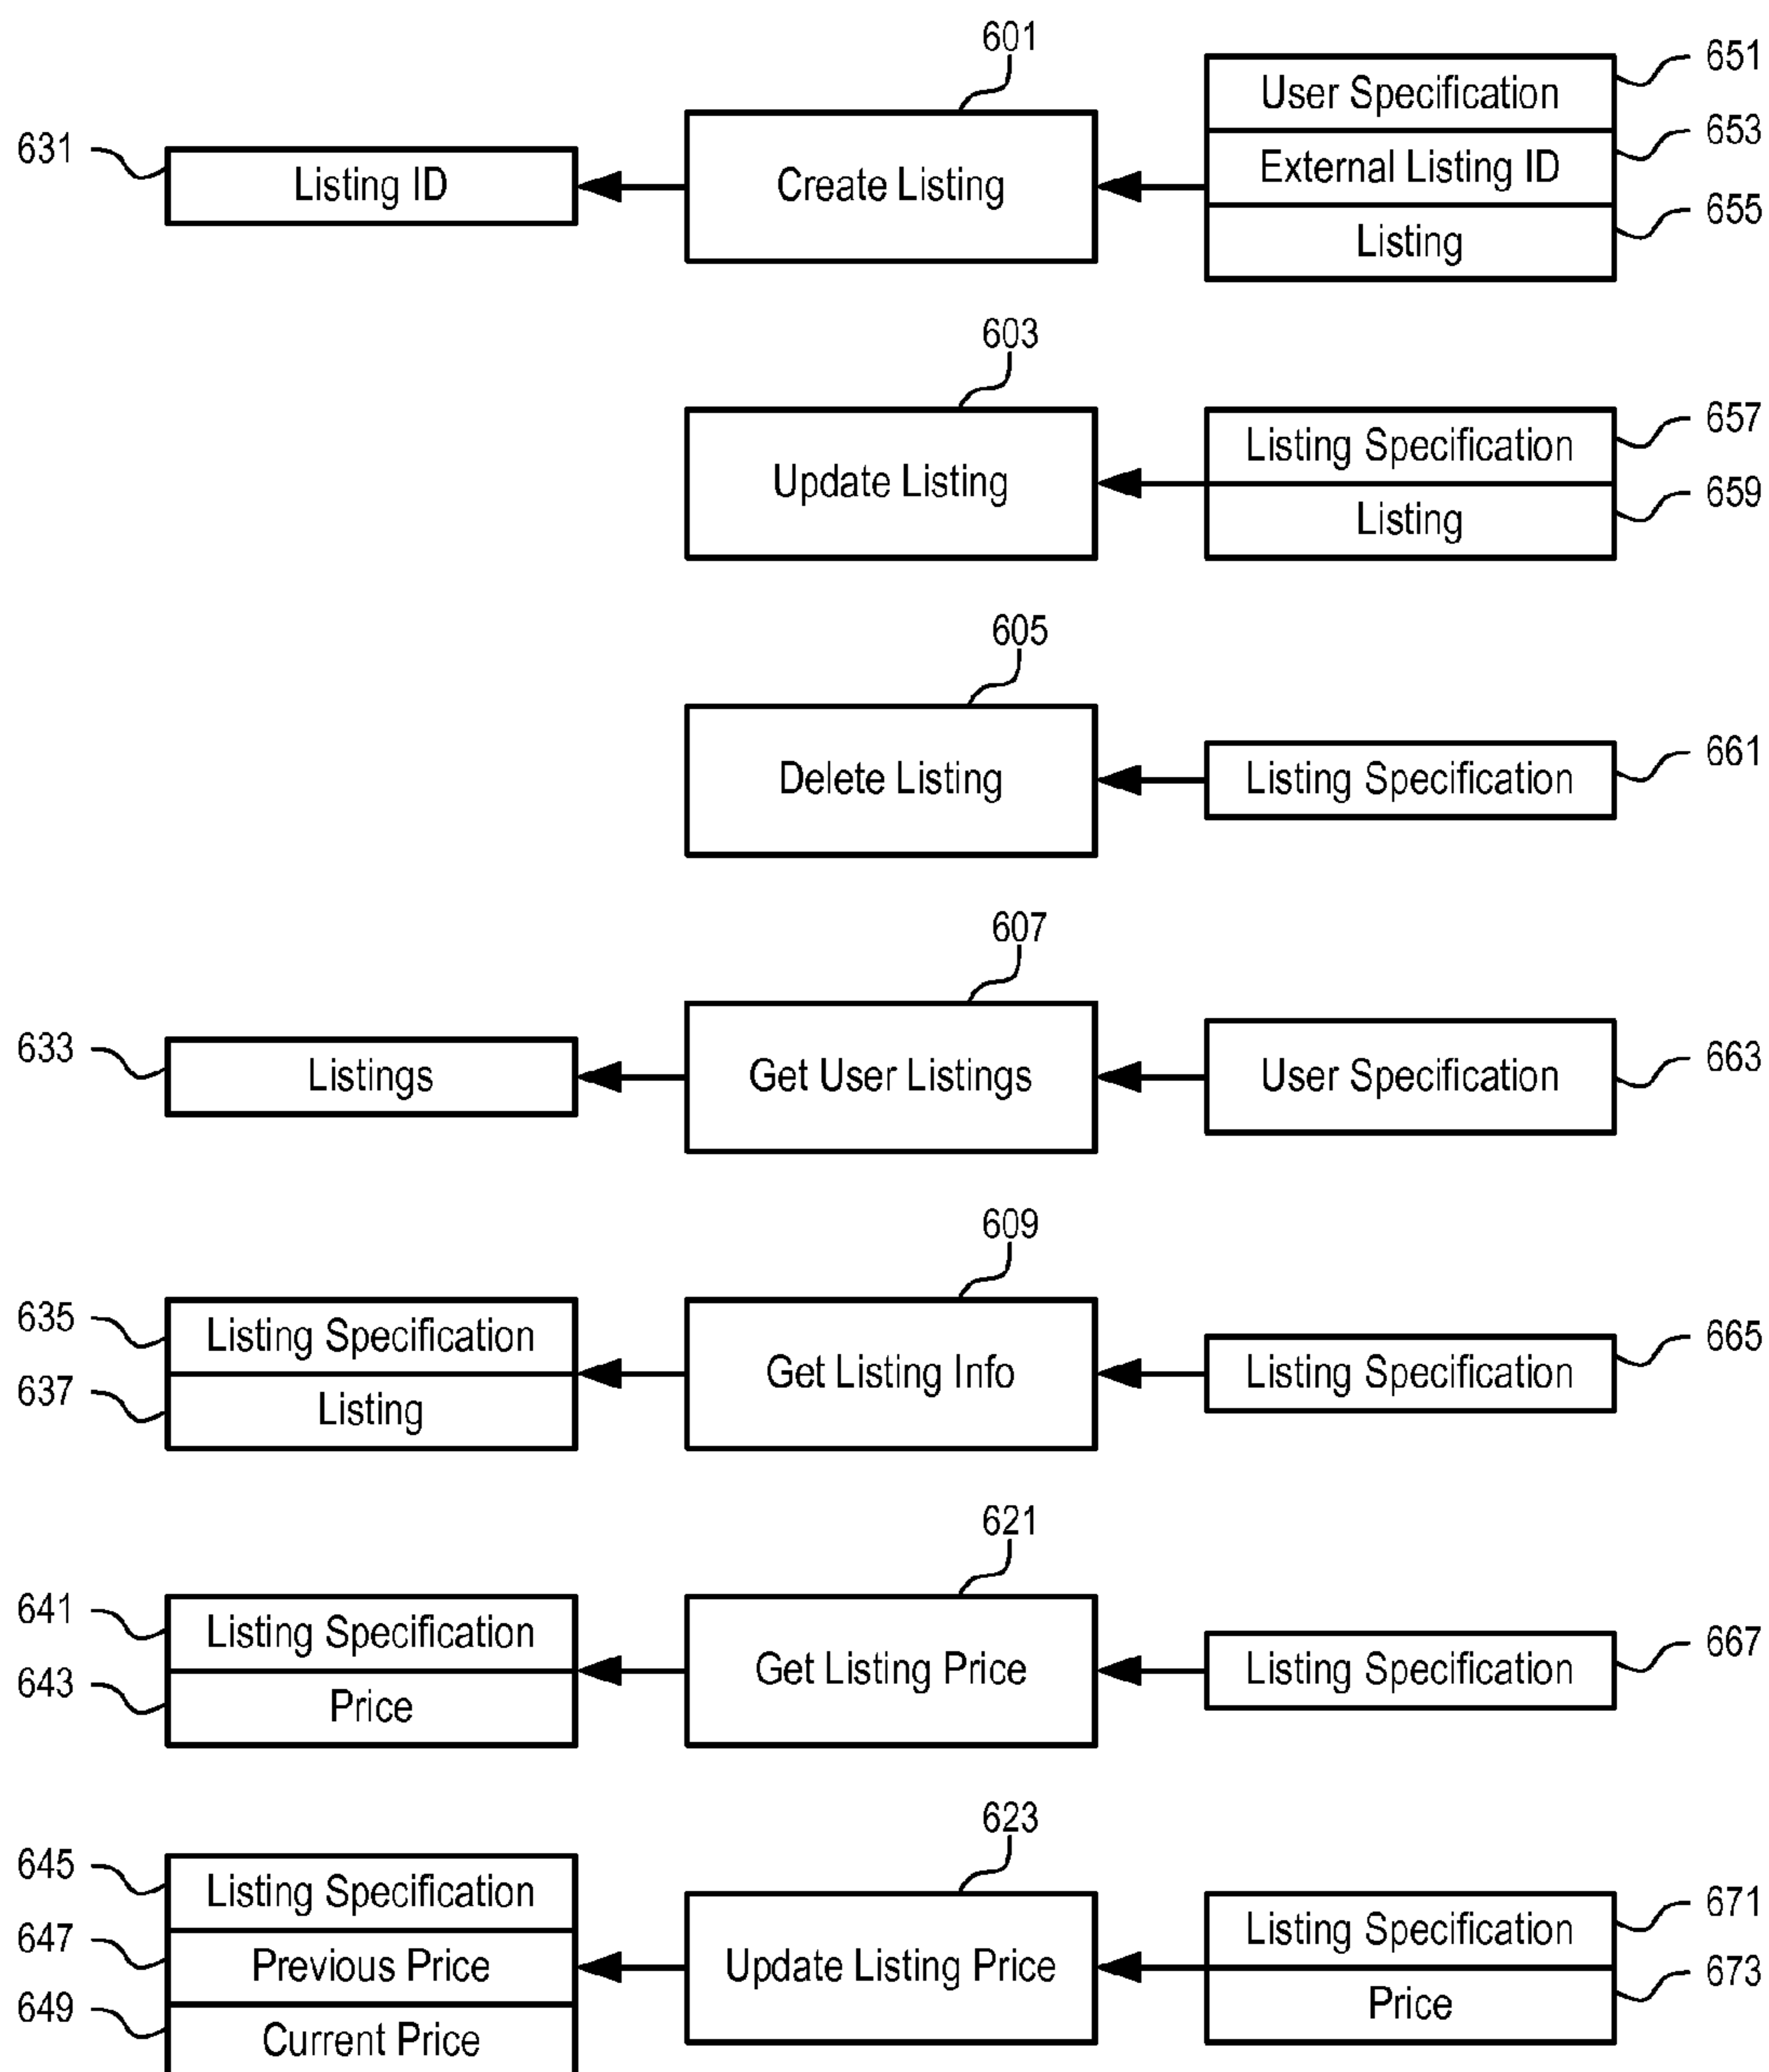 601
651
User Specification
653
631
External Listing ID
Listing ID
Create Listing
655
Listing
603
657
Listing Specification
Update Listing
659
Listing
605
661
Delete Listing
Listing Specification
607
633
663
Listings
Get User Listings
User Specification
609
635
665
Listing Specification
Get Listing Info
Listing Specification
637
Listing
621
641
667
Listing Specification
Get Listing Price
Listing Specification
643
Price
623
645
671
Listing Specification
Listing Specification
647
673
Previous Price
Update Listing Price
649
Price
Current Price